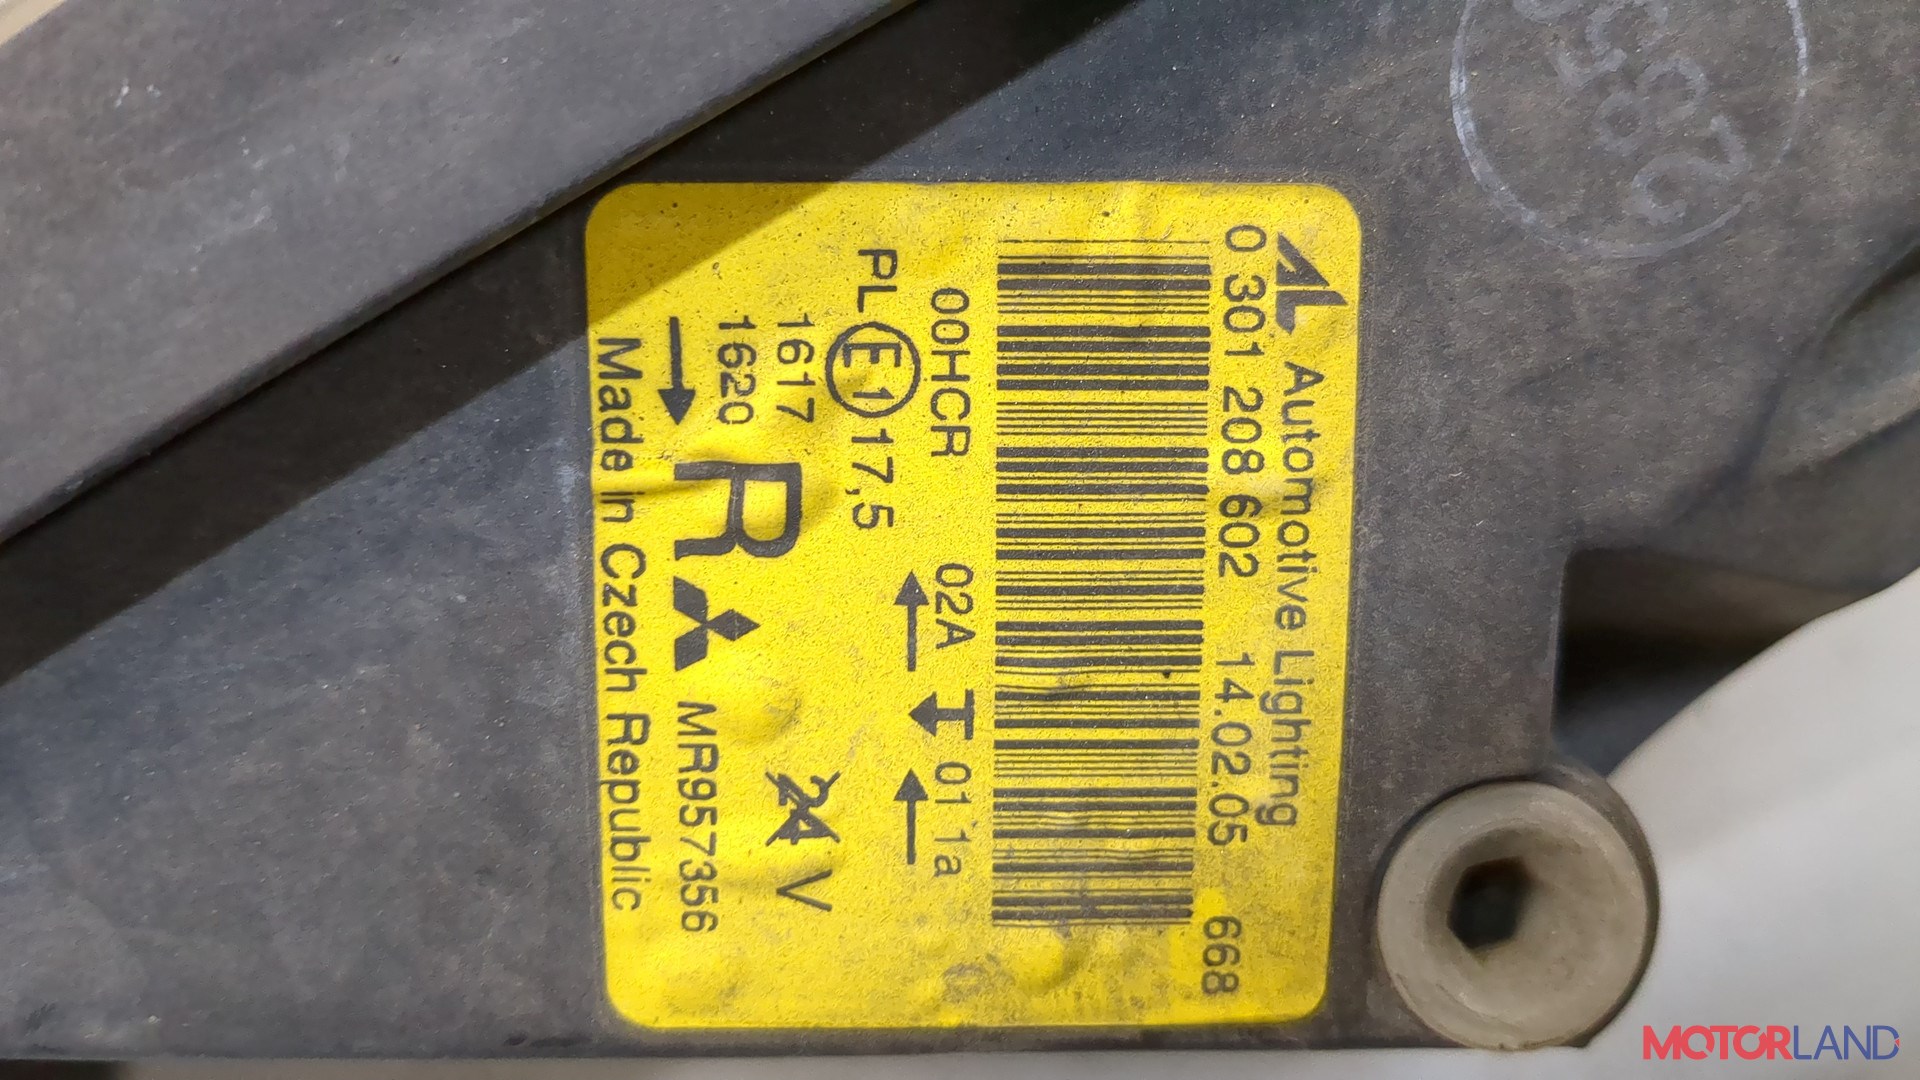 AL Automotive Lighting
0 301 208 602 14.02.05 668
00HCR 02A 01 1a
PL E1 17,5
1617
1620 R MR957356
24 V
Made in Czech Republic
MOTORLAND